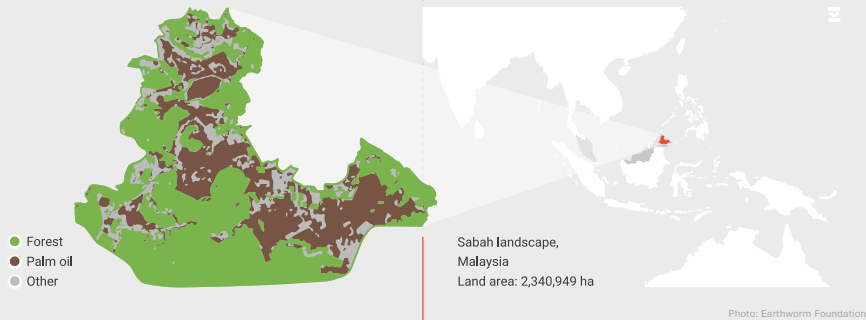 Forest
Palm oil
Other
Sabah landscape,
Malaysia
Land area: 2,340,949 ha
Photo: Earthworm Foundation